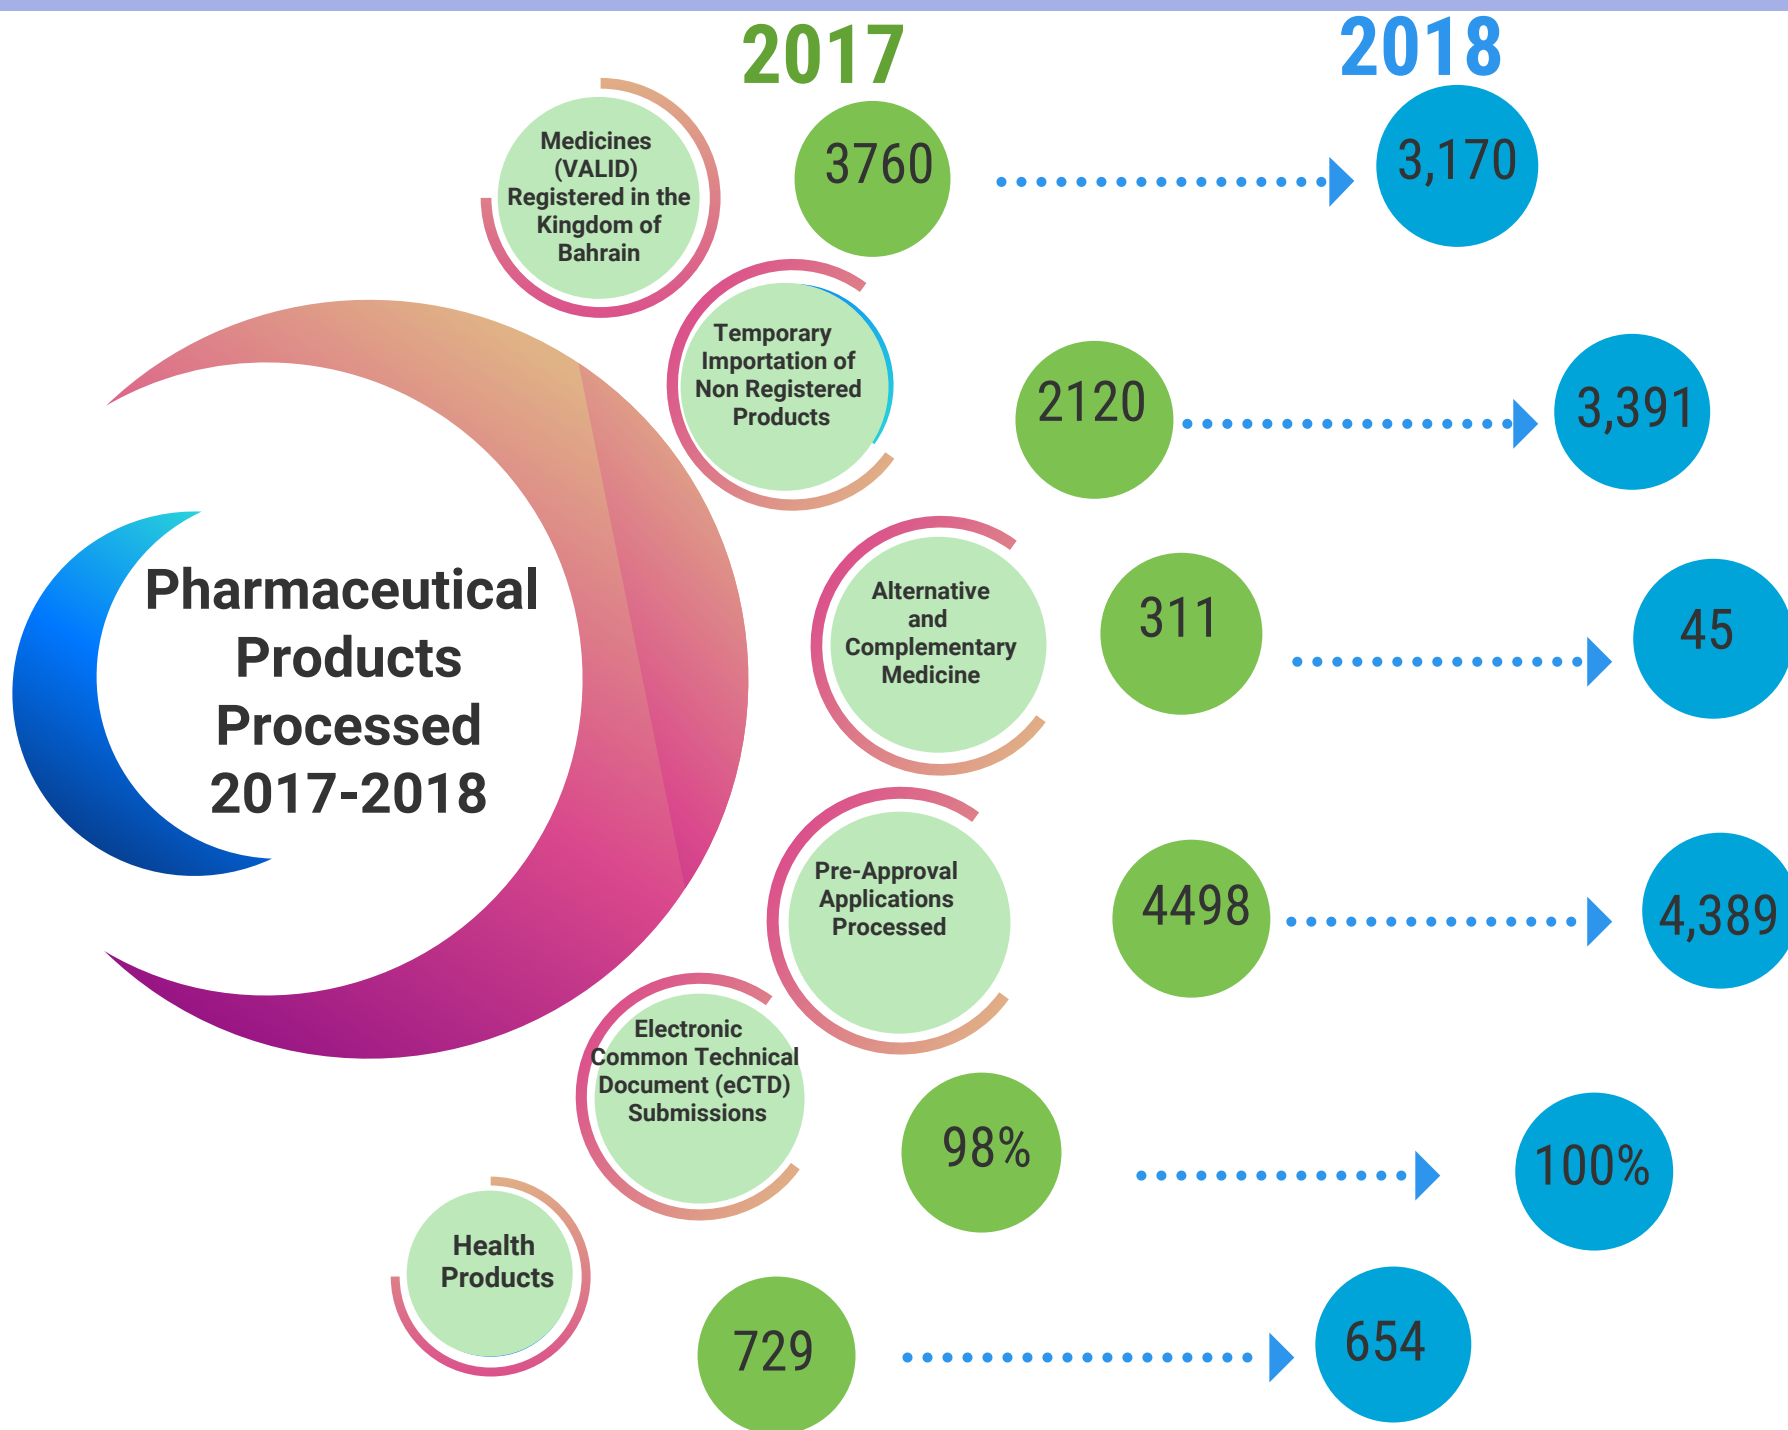 2017
2018
Medicines
(VALID)
Registered in the
Kingdom of
Bahrain
3760
3,170
Temporary
Importation of
Non Registered
Products
2120
3,391
Pharmaceutical
Products
Processed
2017-2018
Alternative
and
Complementary
Medicine
311
45
Pre-Approval
Applications
Processed
4498
4,389
Electronic
Common Technical
Document (eCTD)
Submissions
98%
100%
Health
Products
729
654